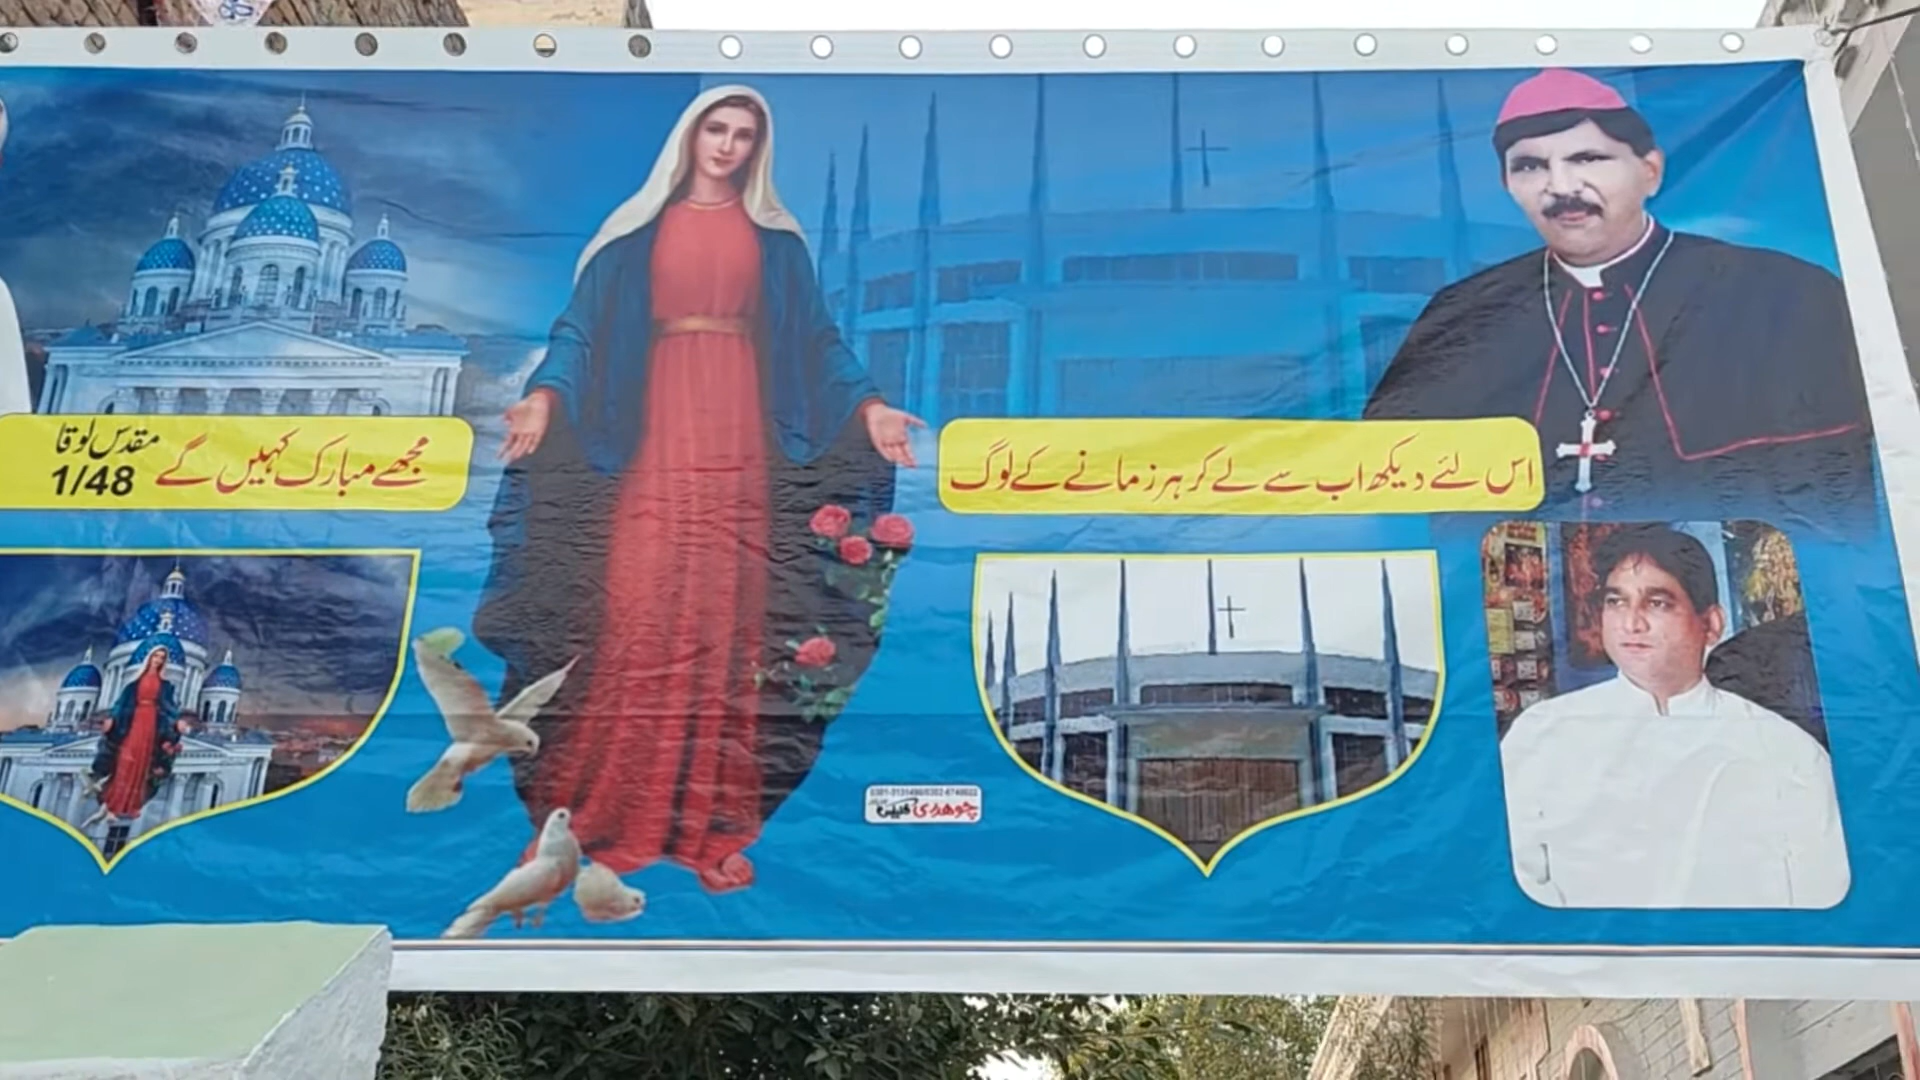 اس لئے دیکھ اب سے لے کر ہر زمانے کے لوگ
مجھے مبارک کہیں گے
مقدس لوقا
1/48
چوھدری